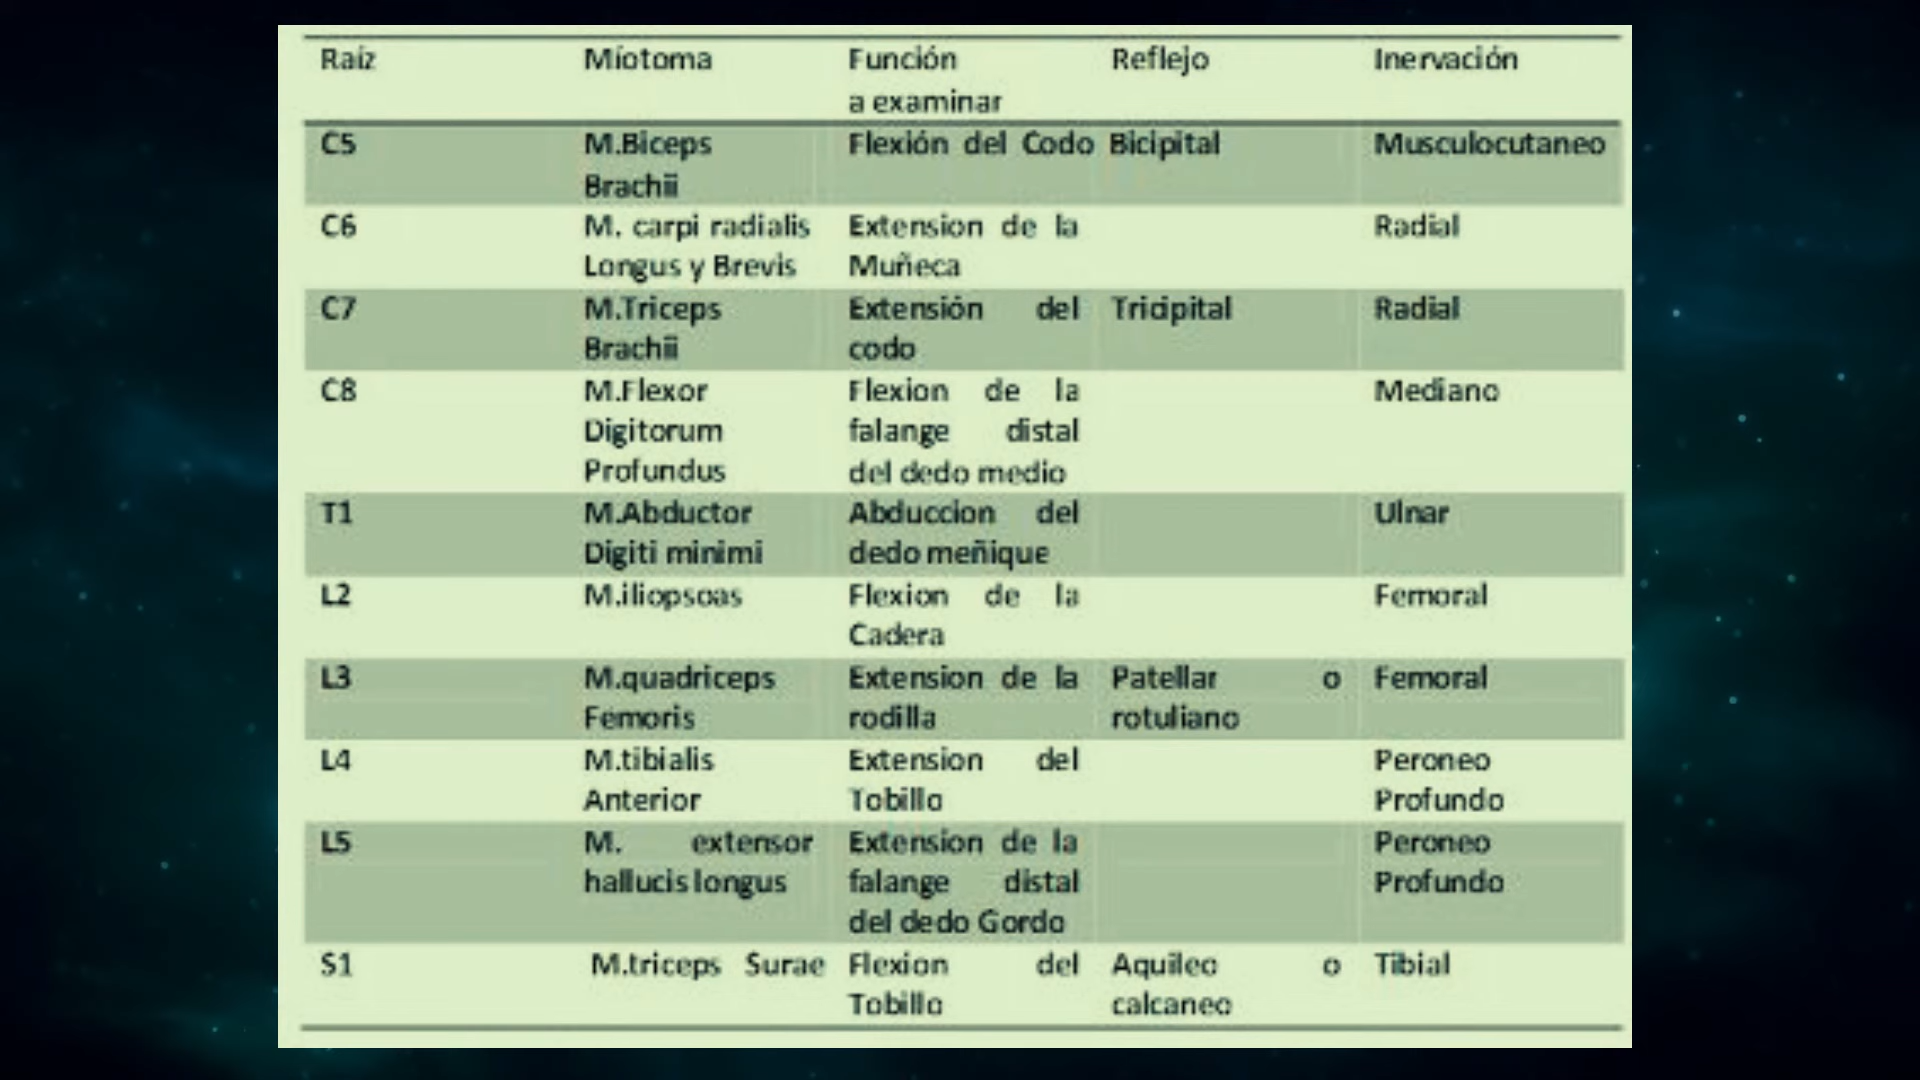 Raíz Míotoma Función Reflejo Inervación
a examinar
C5 M.Biceps Flexión del Codo Bicipital Musculocutaneo
Brachii
C6 M. carpi radialis Extension de la Radial
Longus y Brevis Muñeca
C7 M.Triceps Extensión del Tricipital Radial
Brachii codo
C8 M.Flexor Flexion de la Mediano
Digitorum falange distal
Profundus del dedo medio
T1 M.Abductor Abduccion del Ulnar
Digiti minimi dedo meñique
L2 M.iliopsoas Flexion de la Femoral
Cadera
L3 M.quadriceps Extension de la Patellar o Femoral
Femoris rodilla rotuliano
L4 M.tibialis Extension del Peroneo
Anterior Tobillo Profundo
L5 M. extensor Extension de la Peroneo
hallucis longus falange distal Profundo
del dedo Gordo
S1 M.triceps Surae Flexion del Aquileo o Tibial
Tobillo calcaneo